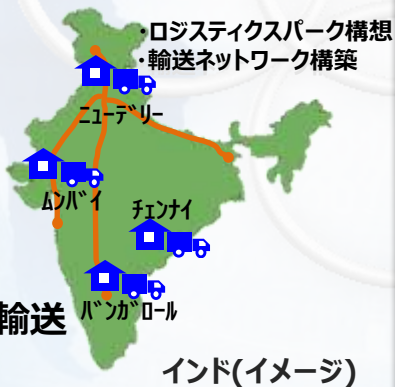 ・ロジスティクスパーク構想
・輸送ネットワーク構築
ﾆｭｰﾃﾞﾘｰ
ﾑﾝﾊﾞｲ
ﾁｪﾝﾅｲ
ﾊﾞﾝｶﾞﾛｰﾙ
輸送
インド(イメージ)